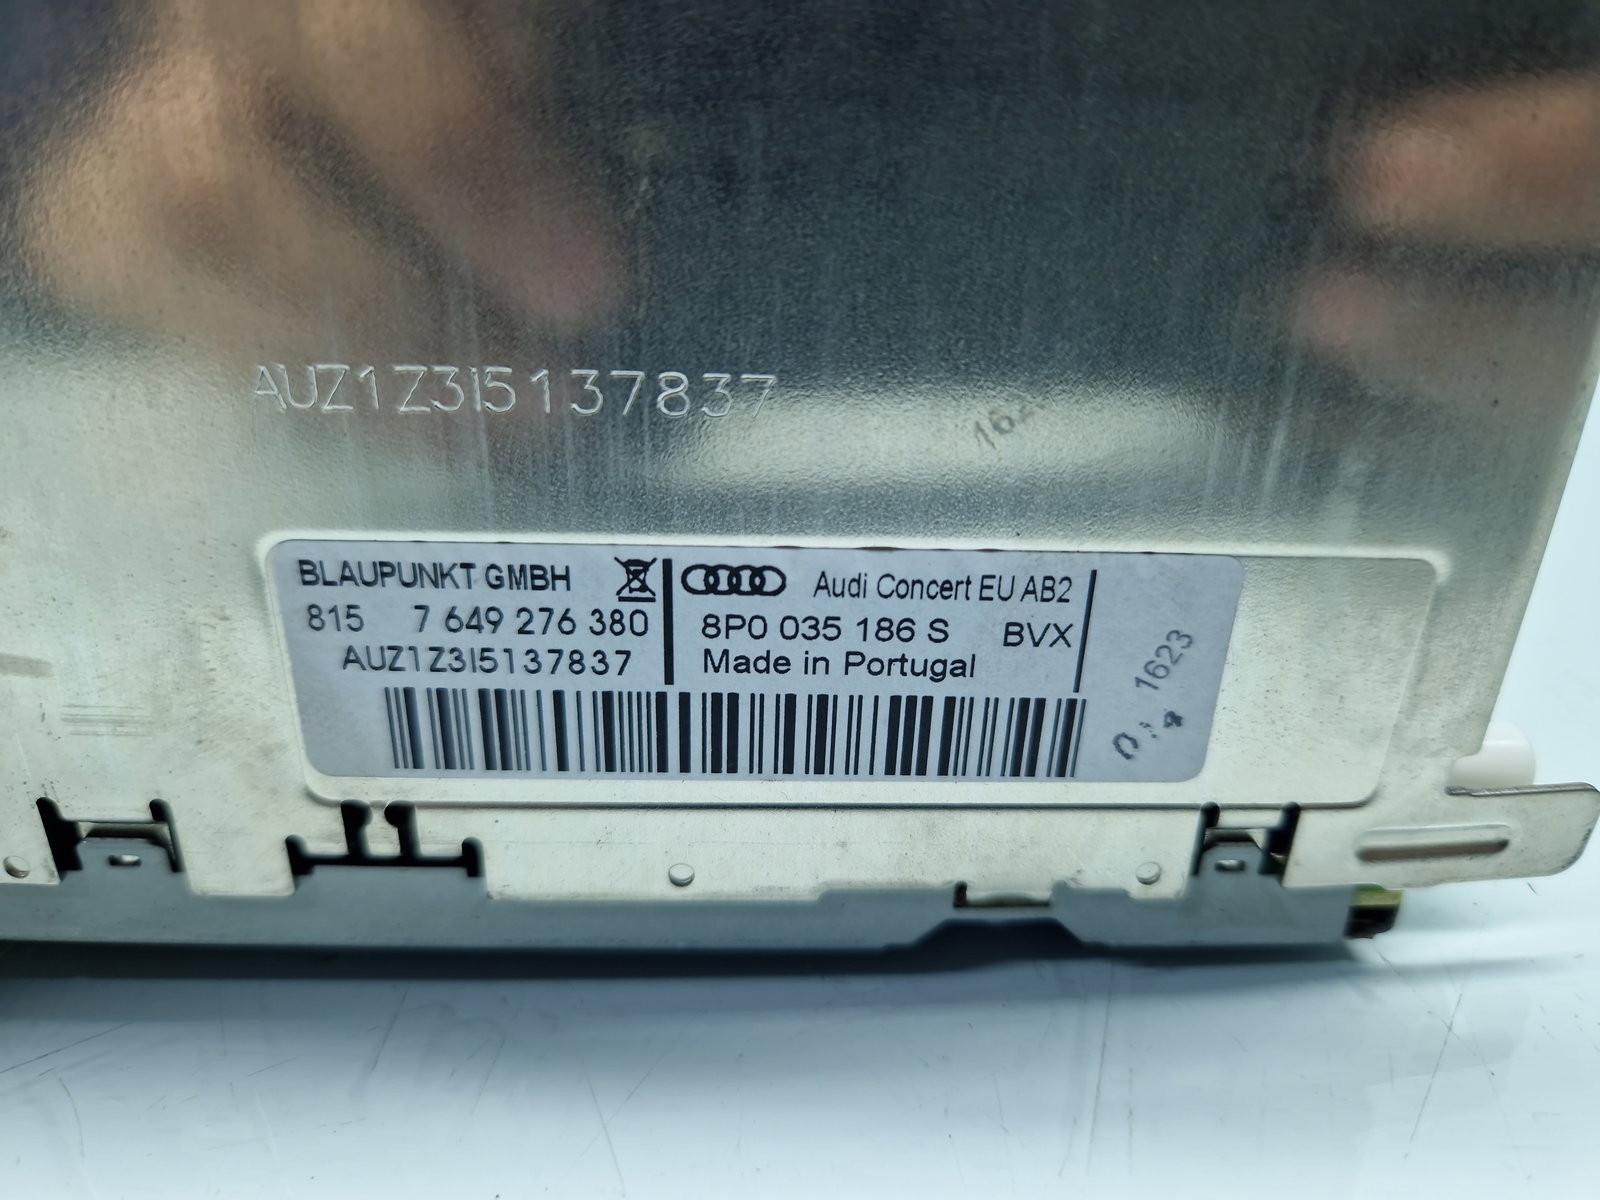 AUZ1Z3I5137837
BLAUPUNKT GMBH
815 7 649 276 380
AUZ1Z3I5137837
Audi Concert EU AB2
8P0 035 186 S BVX
Made in Portugal
1623